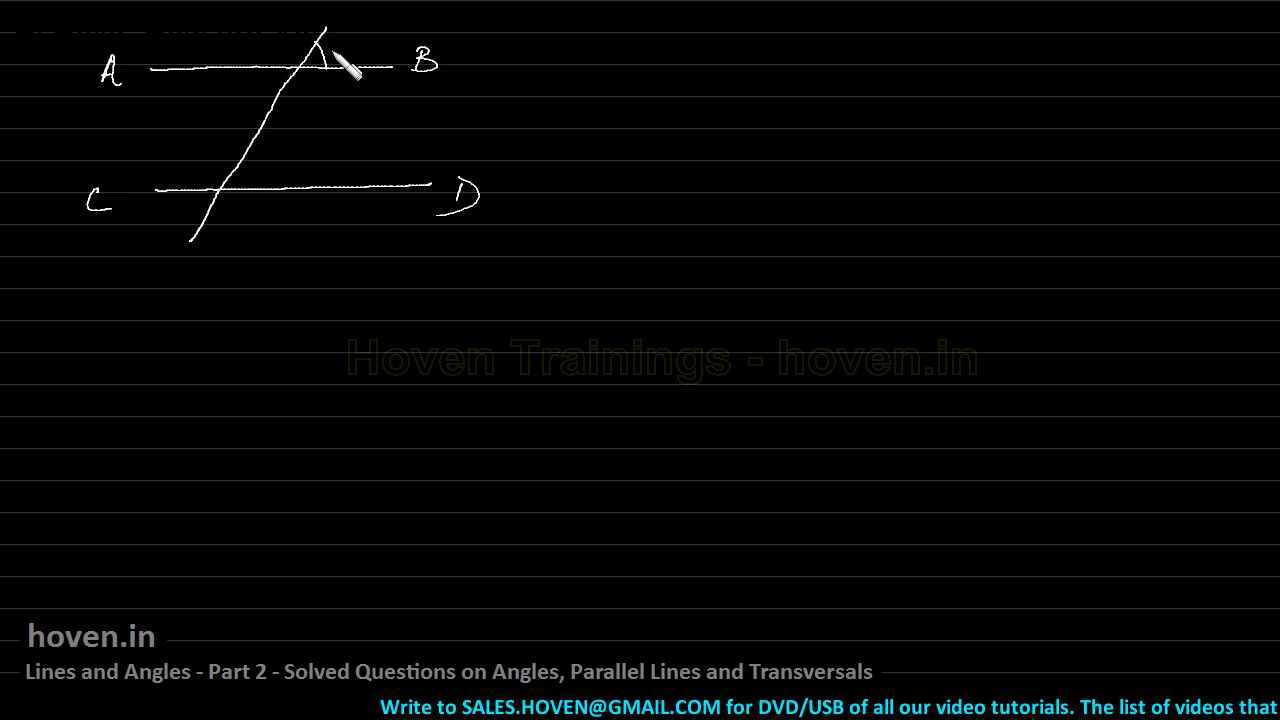 A B
C D
Hoven Trainings - hoven.in
hoven.in
Lines and Angles - Part 2 - Solved Questions on Angles, Parallel Lines and Transversals
Write to SALES.HOVEN@GMAIL.COM for DVD/USB of all our video tutorials. The list of videos that